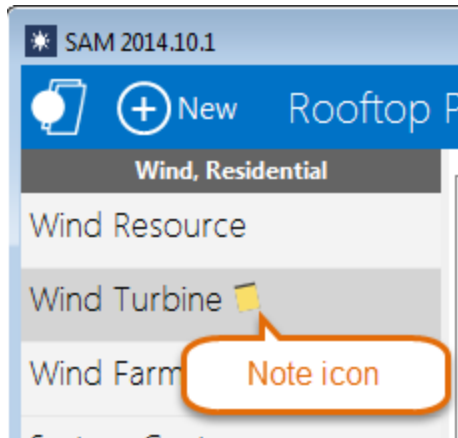 SAM 2014.10.1
New
Rooftop
Wind, Residential
Wind Resource
Wind Turbine
Wind Farm
Note icon